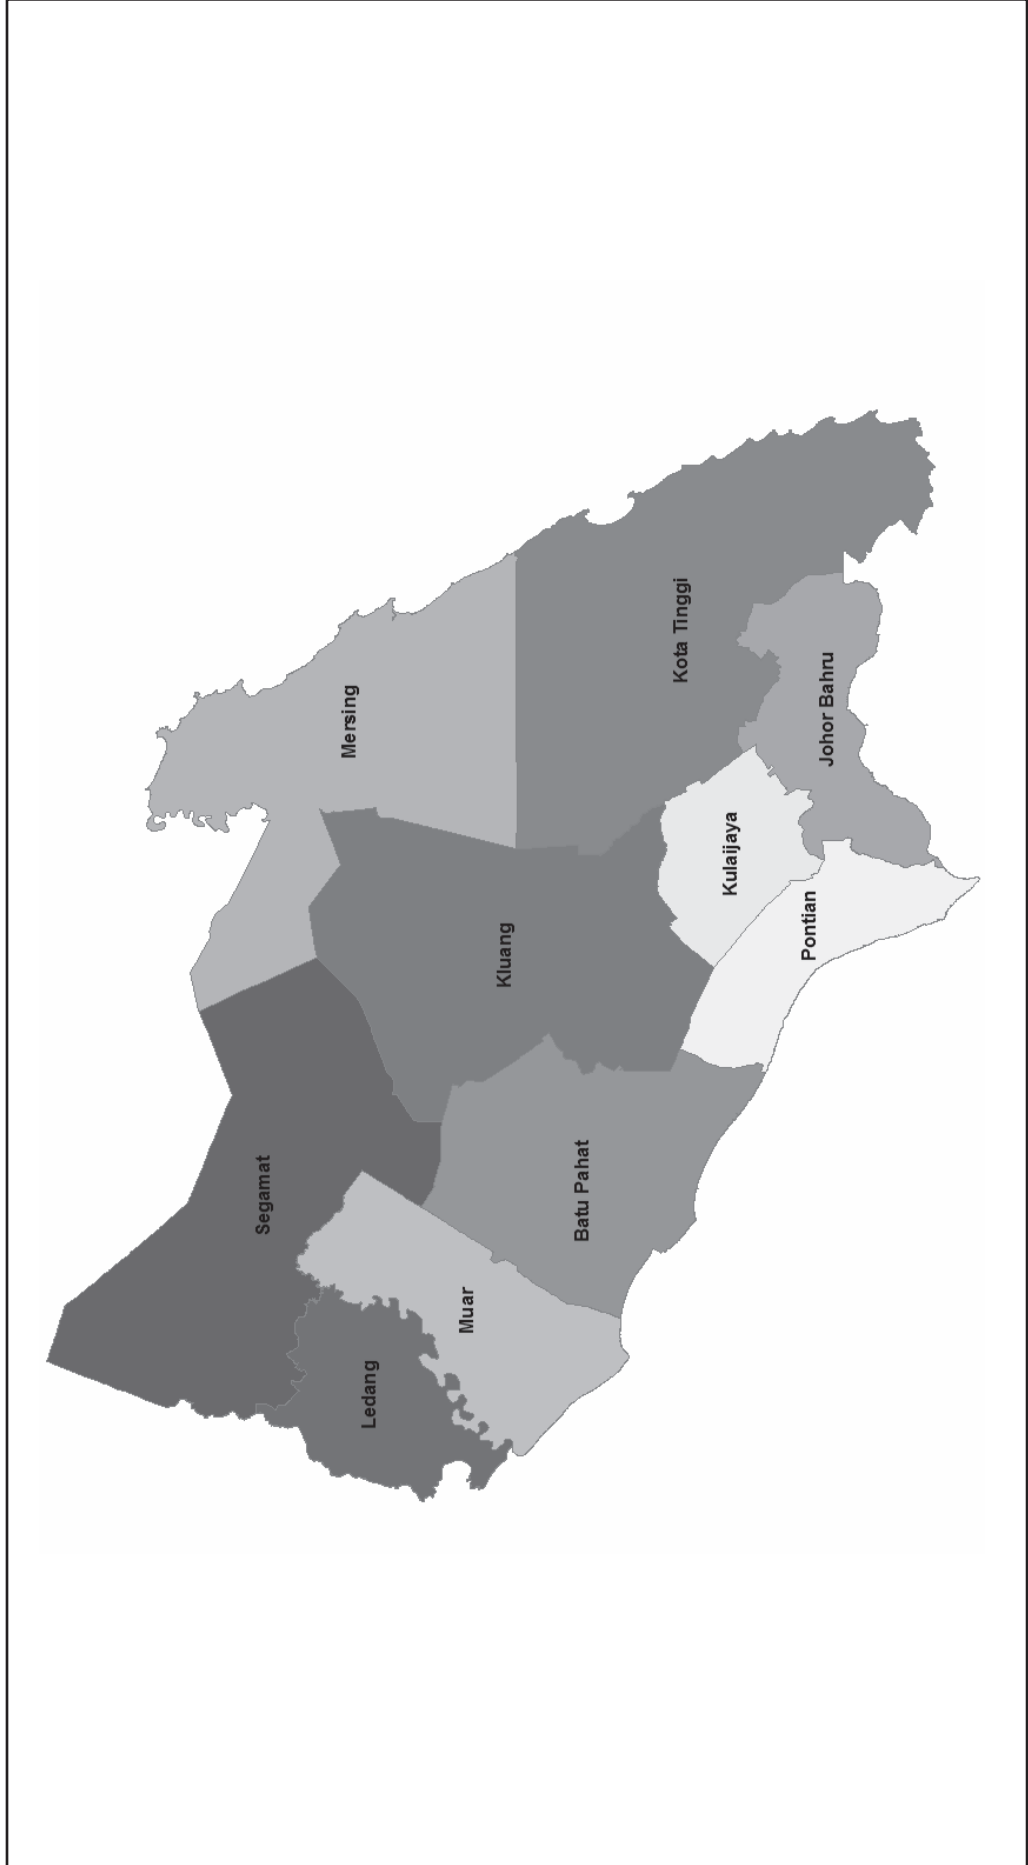 Segamat
Mersing
Ledang
Muar
Kluang
Batu Pahat
Kota Tinggi
Kulaijaya
Pontian
Johor Bahru